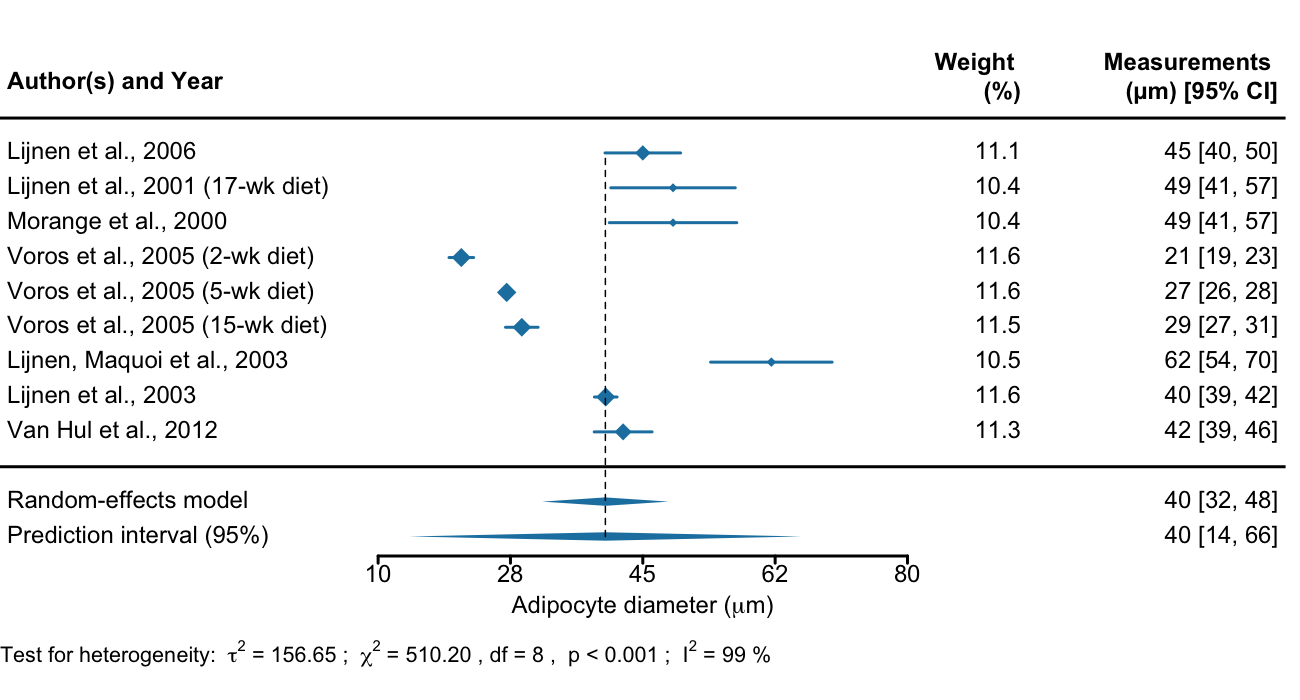 Author(s) and Year Weight (%) Measurements (µm) [95% CI]
Lijnen et al., 2006 11.1 45 [40, 50]
Lijnen et al., 2001 (17-wk diet) 10.4 49 [41, 57]
Morange et al., 2000 10.4 49 [41, 57]
Voros et al., 2005 (2-wk diet) 11.6 21 [19, 23]
Voros et al., 2005 (5-wk diet) 11.6 27 [26, 28]
Voros et al., 2005 (15-wk diet) 11.5 29 [27, 31]
Lijnen, Maquoi et al., 2003 10.5 62 [54, 70]
Lijnen et al., 2003 11.6 40 [39, 42]
Van Hul et al., 2012 11.3 42 [39, 46]
Random-effects model 40 [32, 48]
Prediction interval (95%) 40 [14, 66]
10 28 45 62 80
Adipocyte diameter (μm)
Test for heterogeneity: τ² = 156.65 ; χ² = 510.20 , df = 8 , p < 0.001 ; I² = 99 %